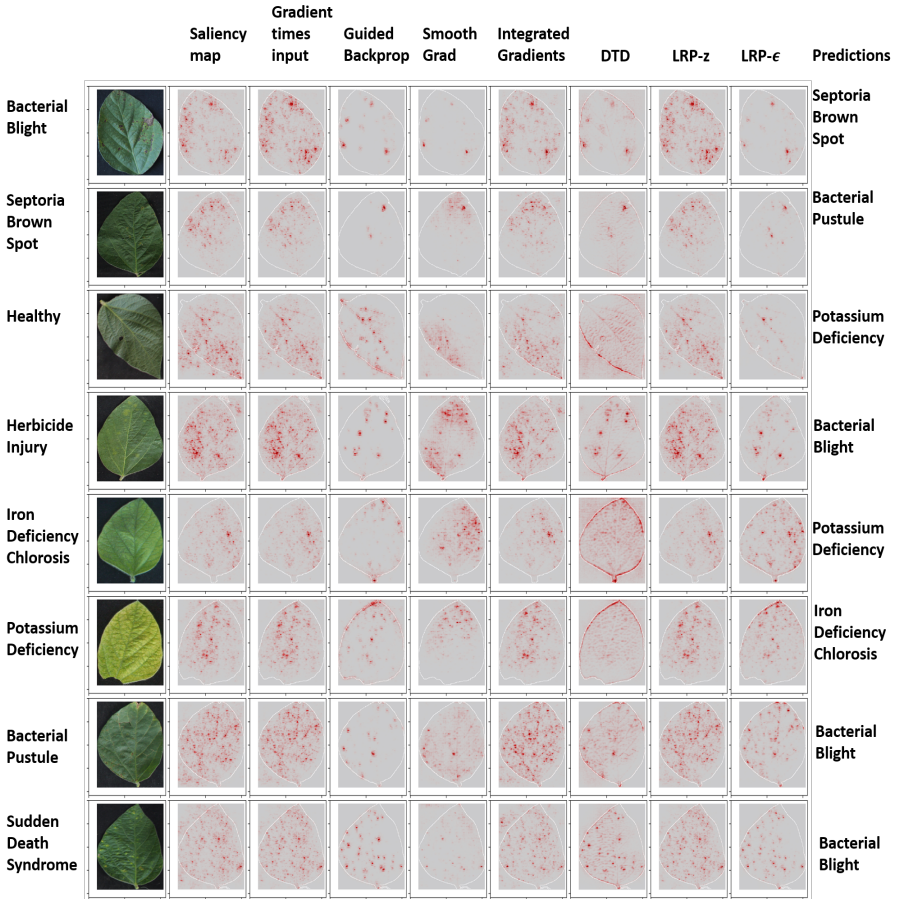 Saliency
map
Gradient
times
input
Guided
Backprop
Smooth
Grad
Integrated
Gradients
DTD
LRP-z
LRP-ϵ
Predictions
Bacterial
Blight
Septoria
Brown
Spot
Septoria
Brown
Spot
Bacterial
Pustule
Healthy
Potassium
Deficiency
Herbicide
Injury
Bacterial
Blight
Iron
Deficiency
Chlorosis
Potassium
Deficiency
Potassium
Deficiency
Iron
Deficiency
Chlorosis
Bacterial
Pustule
Bacterial
Blight
Sudden
Death
Syndrome
Bacterial
Blight